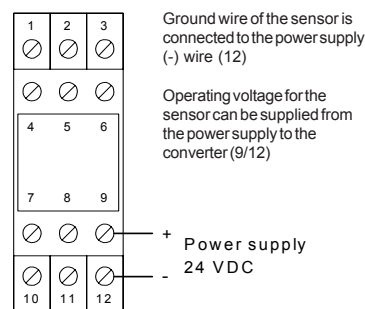 1 2 3
Ground wire of the sensor is
connected to the power supply
(-) wire (12)
Operating voltage for the
sensor can be supplied from
the power supply to the
converter (9/12)
4 5 6
7 8 9
+
Power supply
24 VDC
-
10 11 12